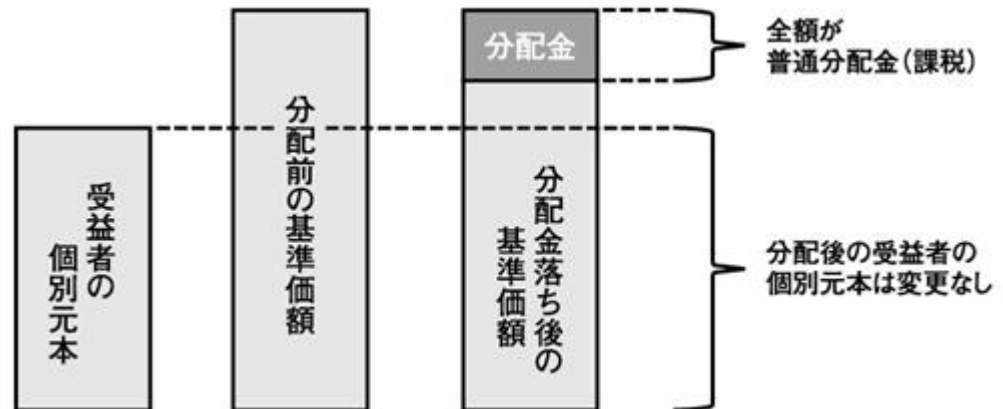 受益者の
個別元本
分配前の基準価額
分配金
分配金落ち後の
基準価額
全額が
普通分配金(課税)
分配後の受益者の
個別元本は変更なし